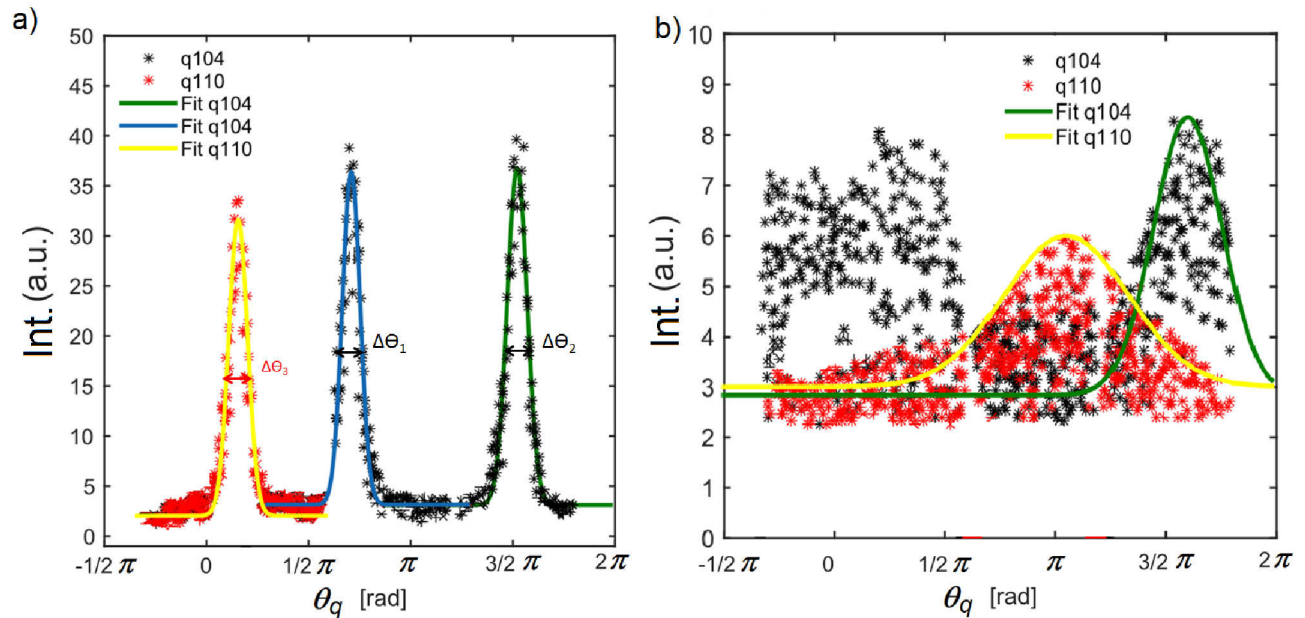 a)
50
45
40
35
30
25
20
15
10
5
0
Int. (a.u.)
q104
q110
Fit q104
Fit q104
Fit q110
Δθ3
Δθ1
Δθ2
-1/2 π 0 1/2 π π 3/2 π 2π
θq [rad]
b)
10
9
8
7
6
5
4
3
2
1
0
Int. (a.u.)
q104
q110
Fit q104
Fit q110
-1/2 π 0 1/2 π π 3/2 π 2 π
θq [rad]